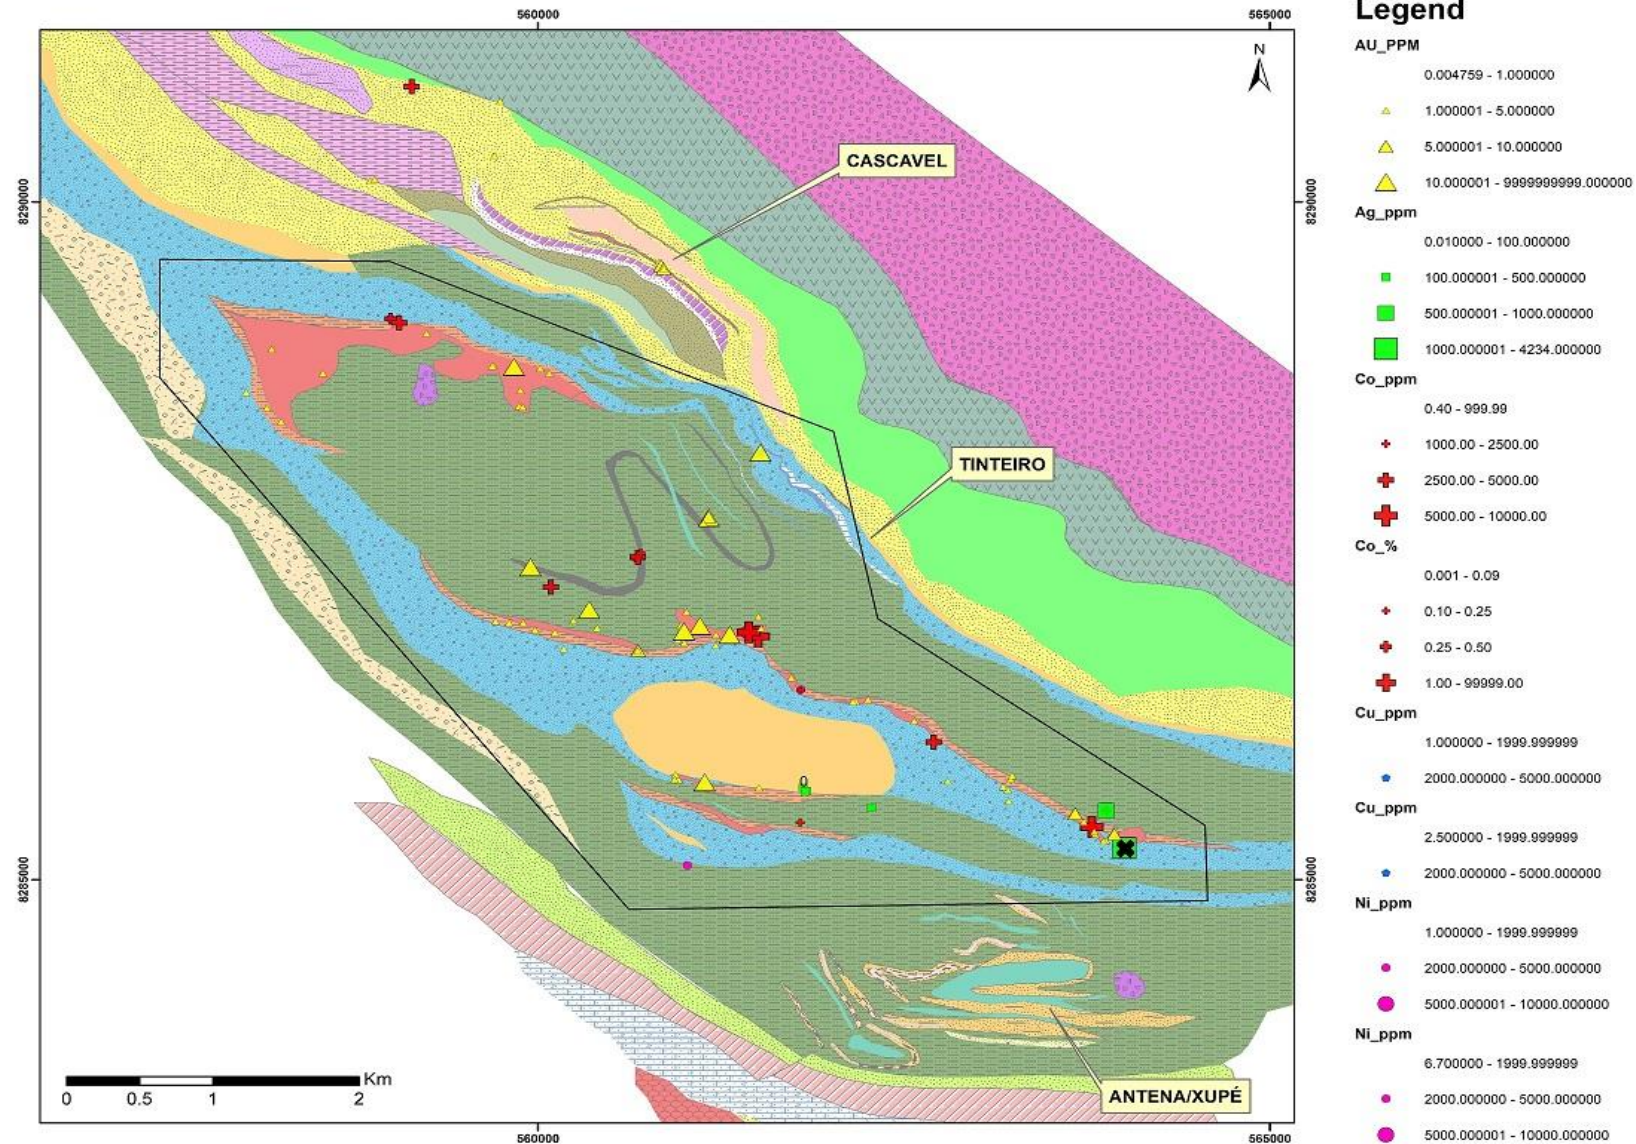 560000
565000
N
CASCAVEL
8290000
8290000
TINTEIRO
0
8285000
8285000
ANTENA/XUPÉ
Km
0 0.5 1 2
560000
565000
Legend
AU_PPM
0.004759 - 1.000000
1.000001 - 5.000000
5.000001 - 10.000000
10.000001 - 9999999999.000000
Ag_ppm
0.010000 - 100.000000
100.000001 - 500.000000
500.000001 - 1000.000000
1000.000001 - 4234.000000
Co_ppm
0.40 - 999.99
1000.00 - 2500.00
2500.00 - 5000.00
5000.00 - 10000.00
Co_%
0.001 - 0.09
0.10 - 0.25
0.25 - 0.50
1.00 - 99999.00
Cu_ppm
1.000000 - 1999.999999
2000.000000 - 5000.000000
Cu_ppm
2.500000 - 1999.999999
2000.000000 - 5000.000000
Ni_ppm
1.000000 - 1999.999999
2000.000000 - 5000.000000
5000.000001 - 10000.000000
Ni_ppm
6.700000 - 1999.999999
2000.000000 - 5000.000000
5000.000001 - 10000.000000